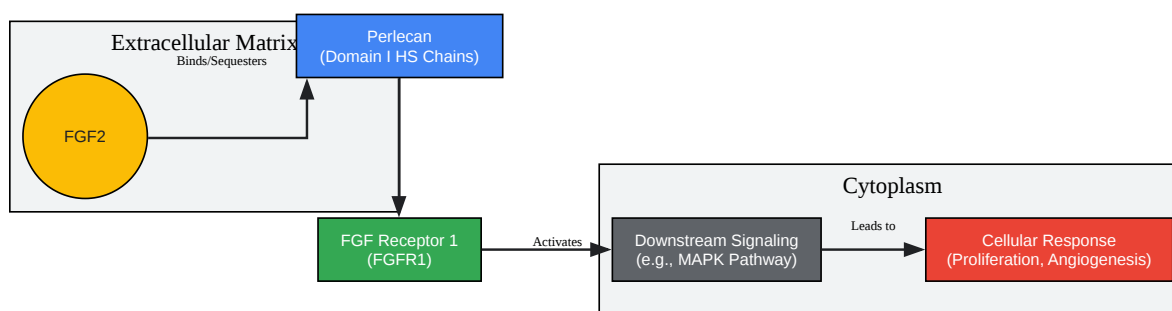 Extracellular Matrix
Binds/Sequesters
Perlecan
(Domain I HS Chains)
FGF2
Cytoplasm
FGF Receptor 1
(FGFR1)
Activates
Downstream Signaling
(e.g., MAPK Pathway)
Leads to
Cellular Response
(Proliferation, Angiogenesis)